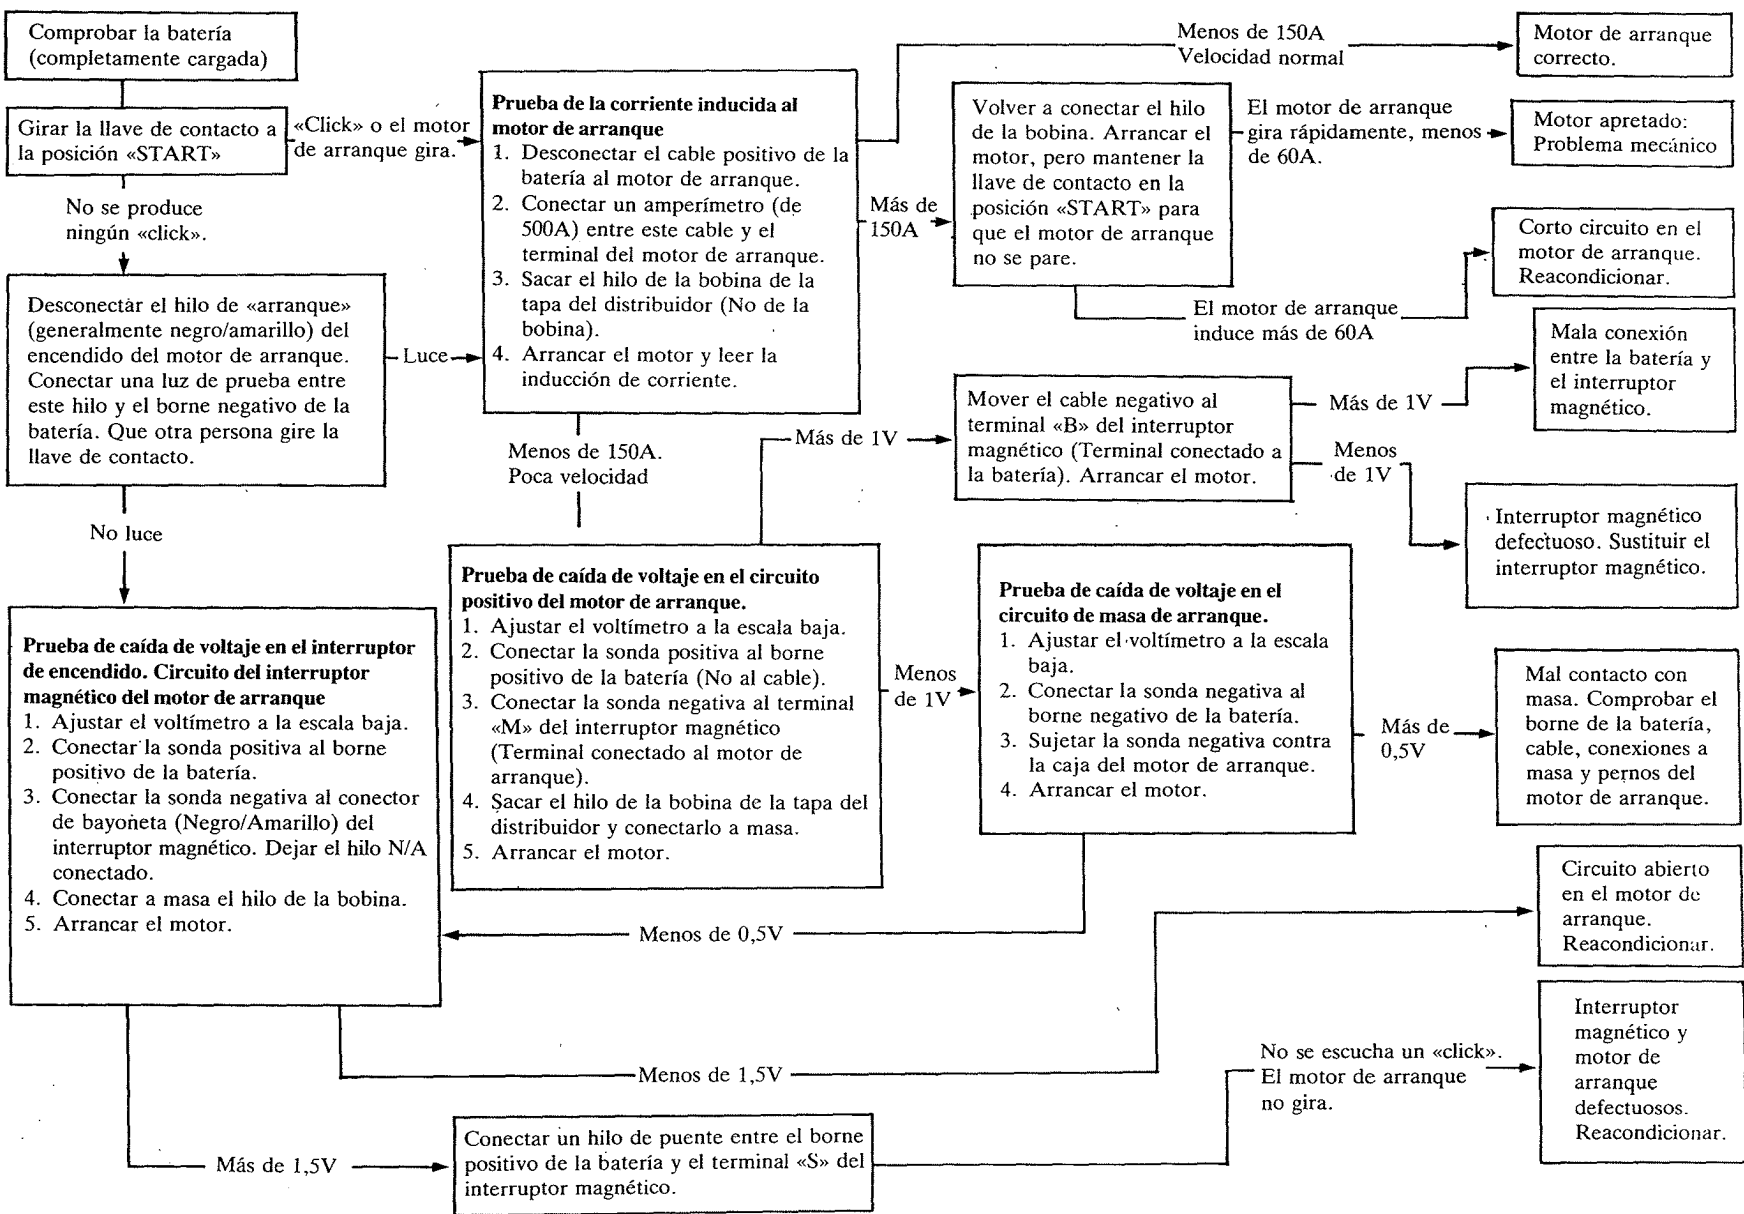 Comprobar la batería
(completamente cargada)
Girar la llave de contacto a
la posición «START»
«Click» o el motor
de arranque gira.
No se produce
ningún «click».
Desconectar el hilo de «arranque»
(generalmente negro/amarillo) del
encendido del motor de arranque.
Conectar una luz de prueba entre
este hilo y el borne negativo de la
batería. Que otra persona gire la
llave de contacto.
Luce
No luce
Prueba de la corriente inducida al
motor de arranque
1. Desconectar el cable positivo de la
batería al motor de arranque.
2. Conectar un amperímetro (de
500A) entre este cable y el
terminal del motor de arranque.
3. Sacar el hilo de la bobina de la
tapa del distribuidor (No de la
bobina).
4. Arrancar el motor y leer la
inducción de corriente.
Menos de 150A
Velocidad normal
Motor de arranque
correcto.
Más de
150A
Volver a conectar el hilo
de la bobina. Arrancar el
motor, pero mantener la
llave de contacto en la
posición «START» para
que el motor de arranque
no se pare.
El motor de arranque
gira rápidamente, menos
de 60A.
Motor apretado:
Problema mecánico
El motor de arranque
induce más de 60A
Corto circuito en el
motor de arranque.
Reacondicionar.
Menos de 150A.
Poca velocidad
Prueba de caída de voltaje en el circuito
positivo del motor de arranque.
1. Ajustar el voltímetro a la escala baja.
2. Conectar la sonda positiva al borne
positivo de la batería (No al cable).
3. Conectar la sonda negativa al terminal
«M» del interruptor magnético
(Terminal conectado al motor de
arranque).
4. Sacar el hilo de la bobina de la tapa del
distribuidor y conectarlo a masa.
5. Arrancar el motor.
Más de 1V
Mover el cable negativo al
terminal «B» del interruptor
magnético (Terminal conectado a
la batería). Arrancar el motor.
Más de 1V
Mala conexión
entre la batería y
el interruptor
magnético.
Menos
de 1V
Interruptor magnético
defectuoso. Sustituir el
interruptor magnético.
Menos
de 1V
Prueba de caída de voltaje en el
circuito de masa de arranque.
1. Ajustar el voltímetro a la escala
baja.
2. Conectar la sonda negativa al
borne negativo de la batería.
3. Sujetar la sonda negativa contra
la caja del motor de arranque.
4. Arrancar el motor.
Más de
0,5V
Mal contacto con
masa. Comprobar el
borne de la batería,
cable, conexiones a
masa y pernos del
motor de arranque.
Menos de 0,5V
Prueba de caída de voltaje en el interruptor
de encendido. Circuito del interruptor
magnético del motor de arranque
1. Ajustar el voltímetro a la escala baja.
2. Conectar la sonda positiva al borne
positivo de la batería.
3. Conectar la sonda negativa al conector
de bayoneta (Negro/Amarillo) del
interruptor magnético. Dejar el hilo N/A
conectado.
4. Conectar a masa el hilo de la bobina.
5. Arrancar el motor.
Menos de 1,5V
Circuito abierto
en el motor de
arranque.
Reacondicionar.
Más de 1,5V
Conectar un hilo de puente entre el borne
positivo de la batería y el terminal «S» del
interruptor magnético.
No se escucha un «click».
El motor de arranque
no gira.
Interruptor
magnético y
motor de
arranque
defectuosos.
Reacondicionar.